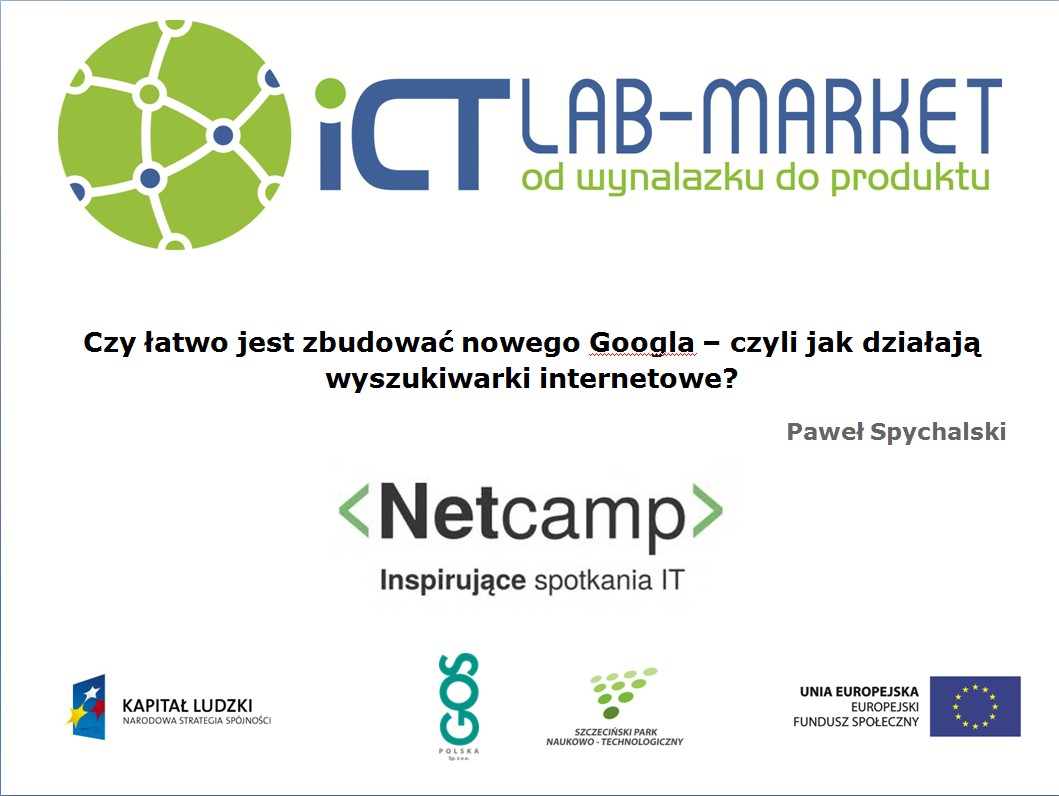 iCT LAB-MARKET
od wynalazku do produktu
Czy łatwo jest zbudować nowego Googla – czyli jak działają
wyszukiwarki internetowe?
Paweł Spychalski
<Netcamp>
Inspirujące spotkania IT
KAPITAŁ LUDZKI
NARODOWA STRATEGIA SPÓJNOŚCI
GOS
POLSKA
Sp. z o.o.
SZCZECIŃSKI PARK
NAUKOWO - TECHNOLOGICZNY
UNIA EUROPEJSKA
EUROPEJSKI
FUNDUSZ SPOŁECZNY